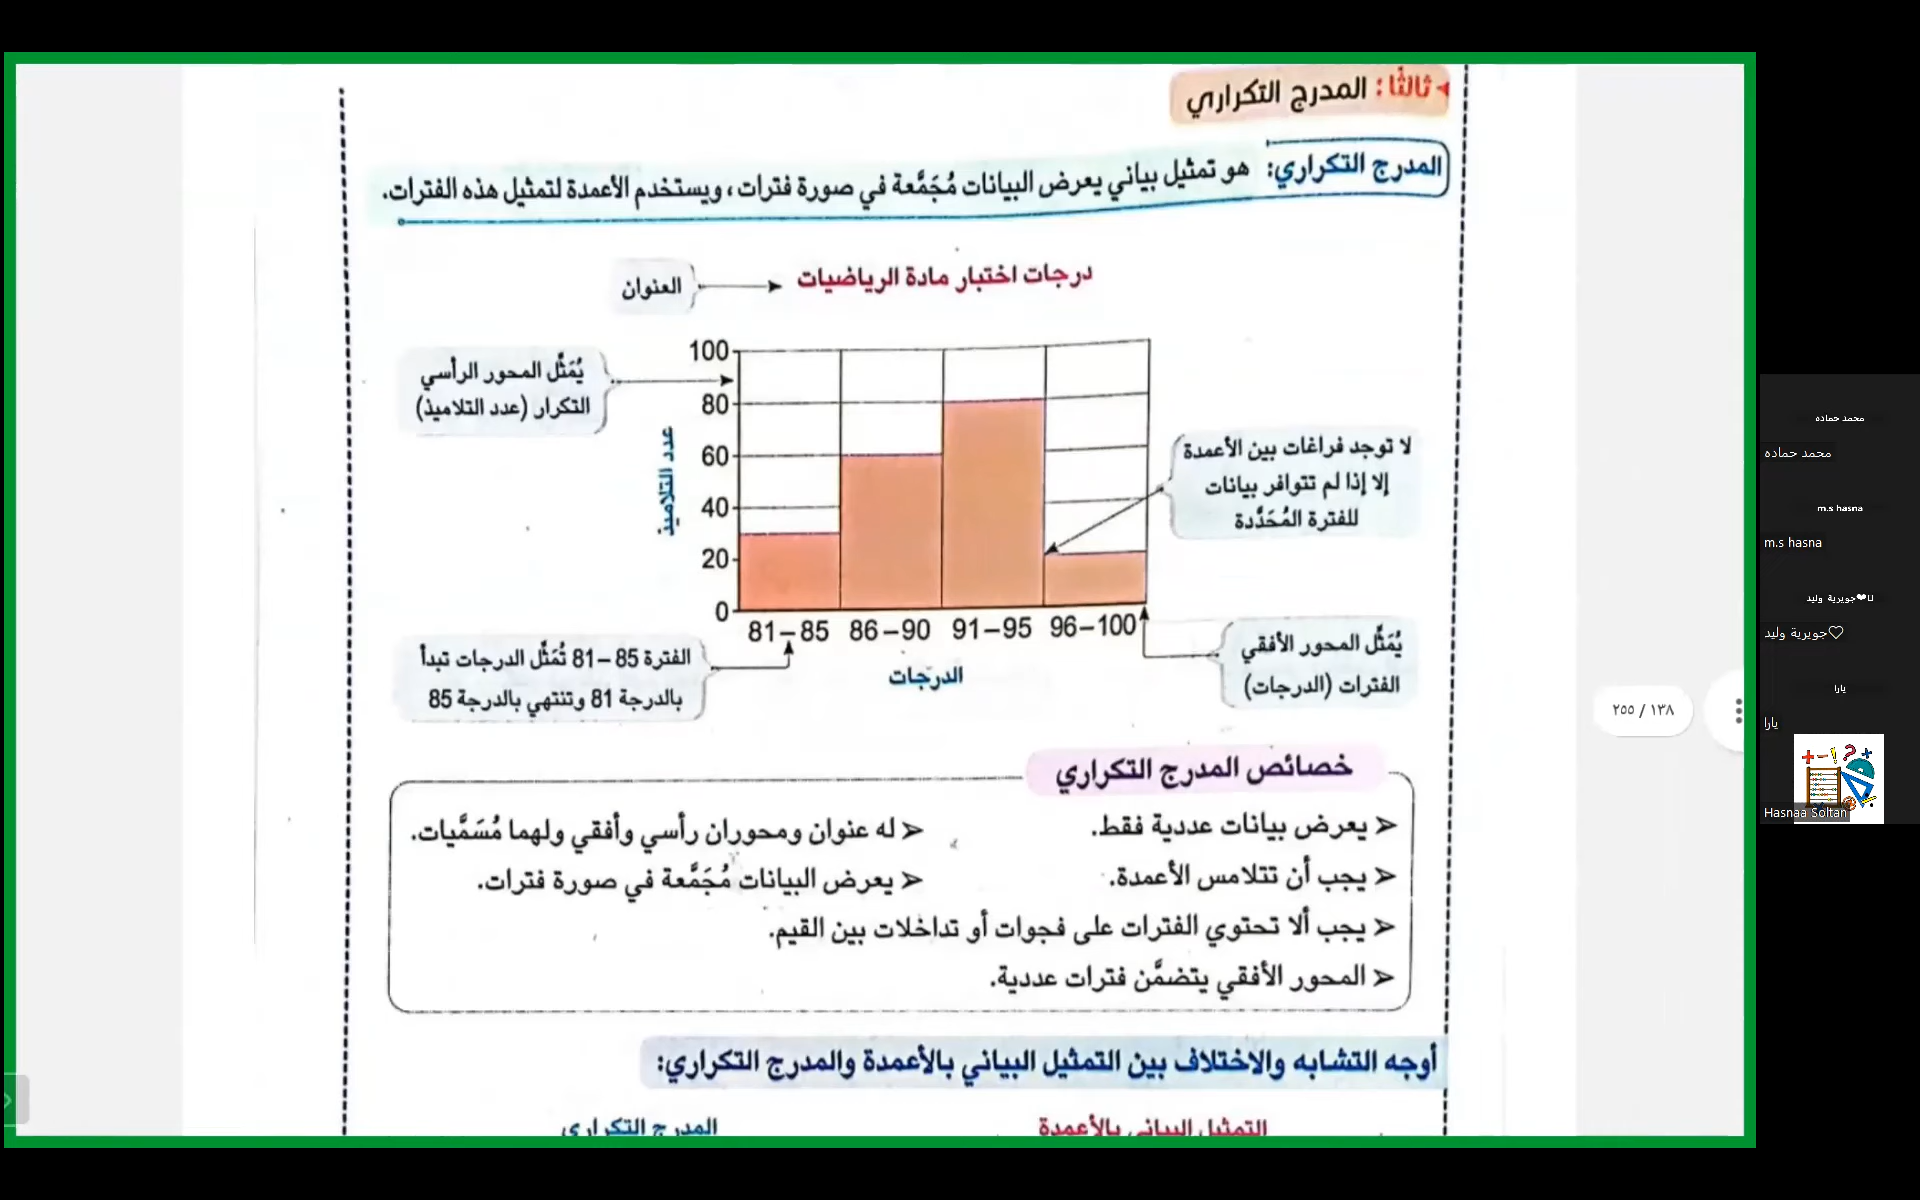 ثالثًا: المدرج التكراري
المدرج التكراري: هو تمثيل بياني يعرض البيانات مُجَمَّعة في صورة فترات، ويستخدم الأعمدة لتمثيل هذه الفترات.
درجات اختبار مادة الرياضيات
العنوان
يُمَثِّل المحور الرأسي
التكرار (عدد التلاميذ)
100
80
60
40
20
0
عدد التلاميذ
لا توجد فراغات بين الأعمدة
إلا إذا لم تتوافر بيانات
للفترة المُحَدَّدة
81–85 86–90 91–95 96–100
الدرجات
يُمَثِّل المحور الأفقي
الفترات (الدرجات)
الفترة 85–81 تُمَثِّل الدرجات تبدأ
بالدرجة 81 وتنتهي بالدرجة 85
خصائص المدرج التكراري
يعرض بيانات عددية فقط.
له عنوان ومحوران رأسي وأفقي ولهما مُسَمَّيات.
يجب أن تتلامس الأعمدة.
يعرض البيانات مُجَمَّعة في صورة فترات.
يجب ألا تحتوي الفترات على فجوات أو تداخلات بين القيم.
المحور الأفقي يتضمَّن فترات عددية.
أوجه التشابه والاختلاف بين التمثيل البياني بالأعمدة والمدرج التكراري:
التمثيل البياني بالأعمدة
المدرج التكراري
١٣٨ / ٢٥٥
محمد حماده
محمد حماده
m.s hasna
m.s hasna
جويرية وليد❤U
جويرية وليد♡
يارا
يارا
Hasnaa Soltan